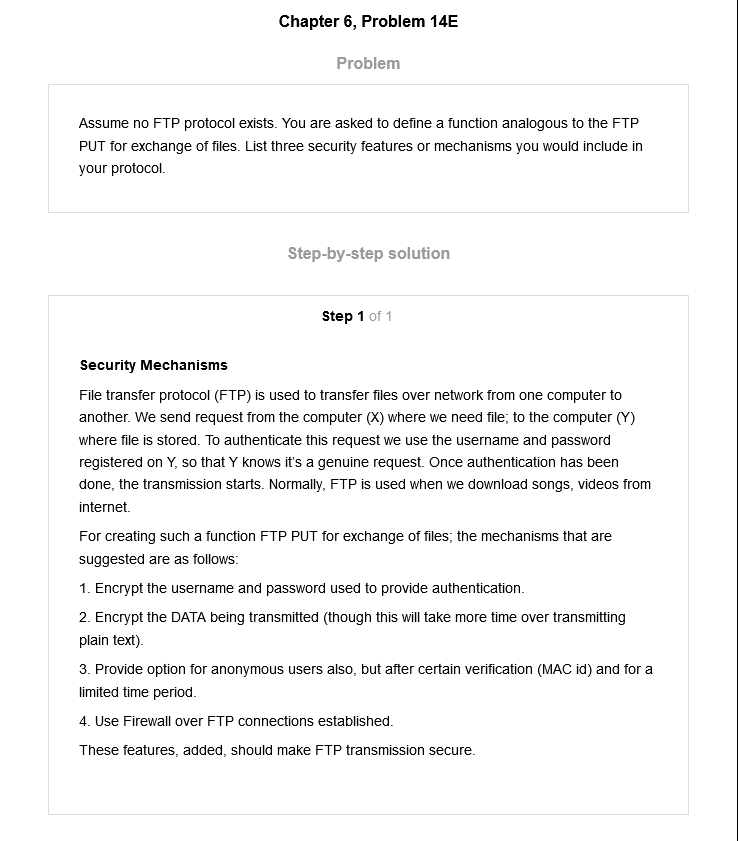 Chapter 6, Problem 14E
Problem
Assume no FTP protocol exists. You are asked to define a function analogous to the FTP
PUT for exchange of files. List three security features or mechanisms you would include in
your protocol.
Step-by-step solution
Step 1 of 1
Security Mechanisms
File transfer protocol (FTP) is used to transfer files over network from one computer to
another. We send request from the computer (X) where we need file; to the computer (Y)
where file is stored. To authenticate this request we use the username and password
registered on Y, so that Y knows it's a genuine request. Once authentication has been
done, the transmission starts. Normally, FTP is used when we download songs, videos from
internet.
For creating such a function FTP PUT for exchange of files; the mechanisms that are
suggested are as follows:
1. Encrypt the username and password used to provide authentication.
2. Encrypt the DATA being transmitted (though this will take more time over transmitting
plain text).
3. Provide option for anonymous users also, but after certain verification (MAC id) and for a
limited time period.
4. Use Firewall over FTP connections established.
These features, added, should make FTP transmission secure.